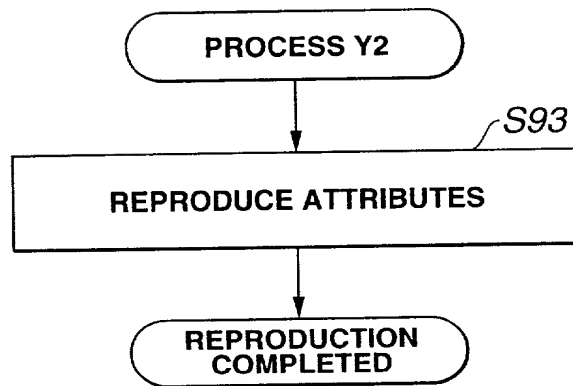 PROCESS Y2
S93
REPRODUCE ATTRIBUTES
REPRODUCTION
COMPLETED